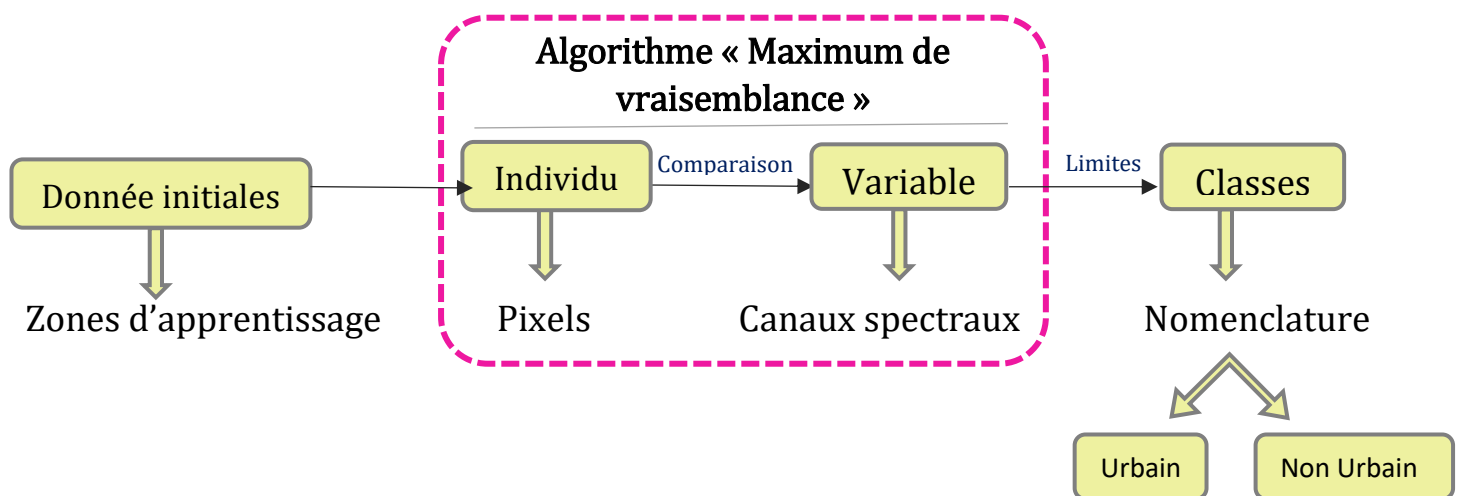 Algorithme « Maximum de
vraisemblance »
Donnée initiales
Individu
Comparaison
Variable
Limites
Classes
Zones d’apprentissage
Pixels
Canaux spectraux
Nomenclature
Urbain
Non Urbain